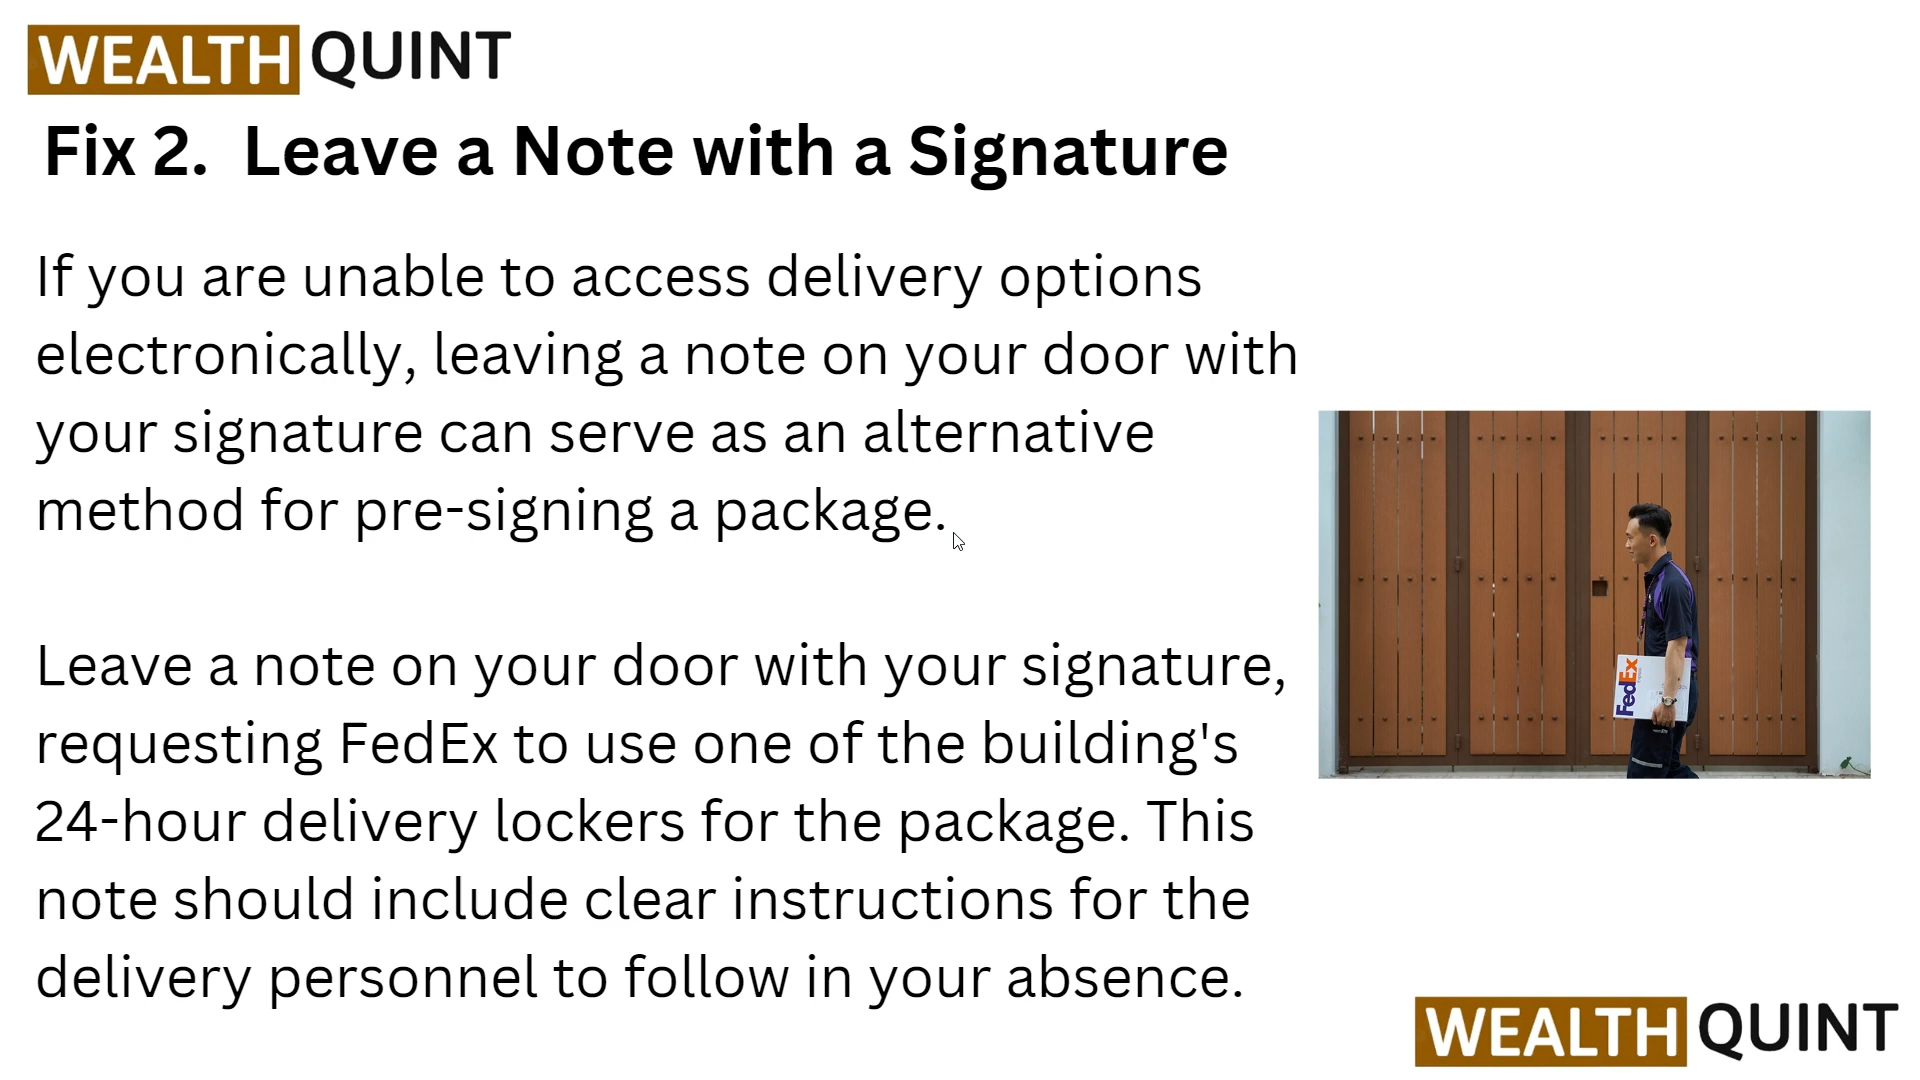 WEALTH QUINT
Fix 2. Leave a Note with a Signature
If you are unable to access delivery options
electronically, leaving a note on your door with
your signature can serve as an alternative
method for pre-signing a package.
Leave a note on your door with your signature,
requesting FedEx to use one of the building's
24-hour delivery lockers for the package. This
note should include clear instructions for the
delivery personnel to follow in your absence.
FedEx
WEALTH QUINT